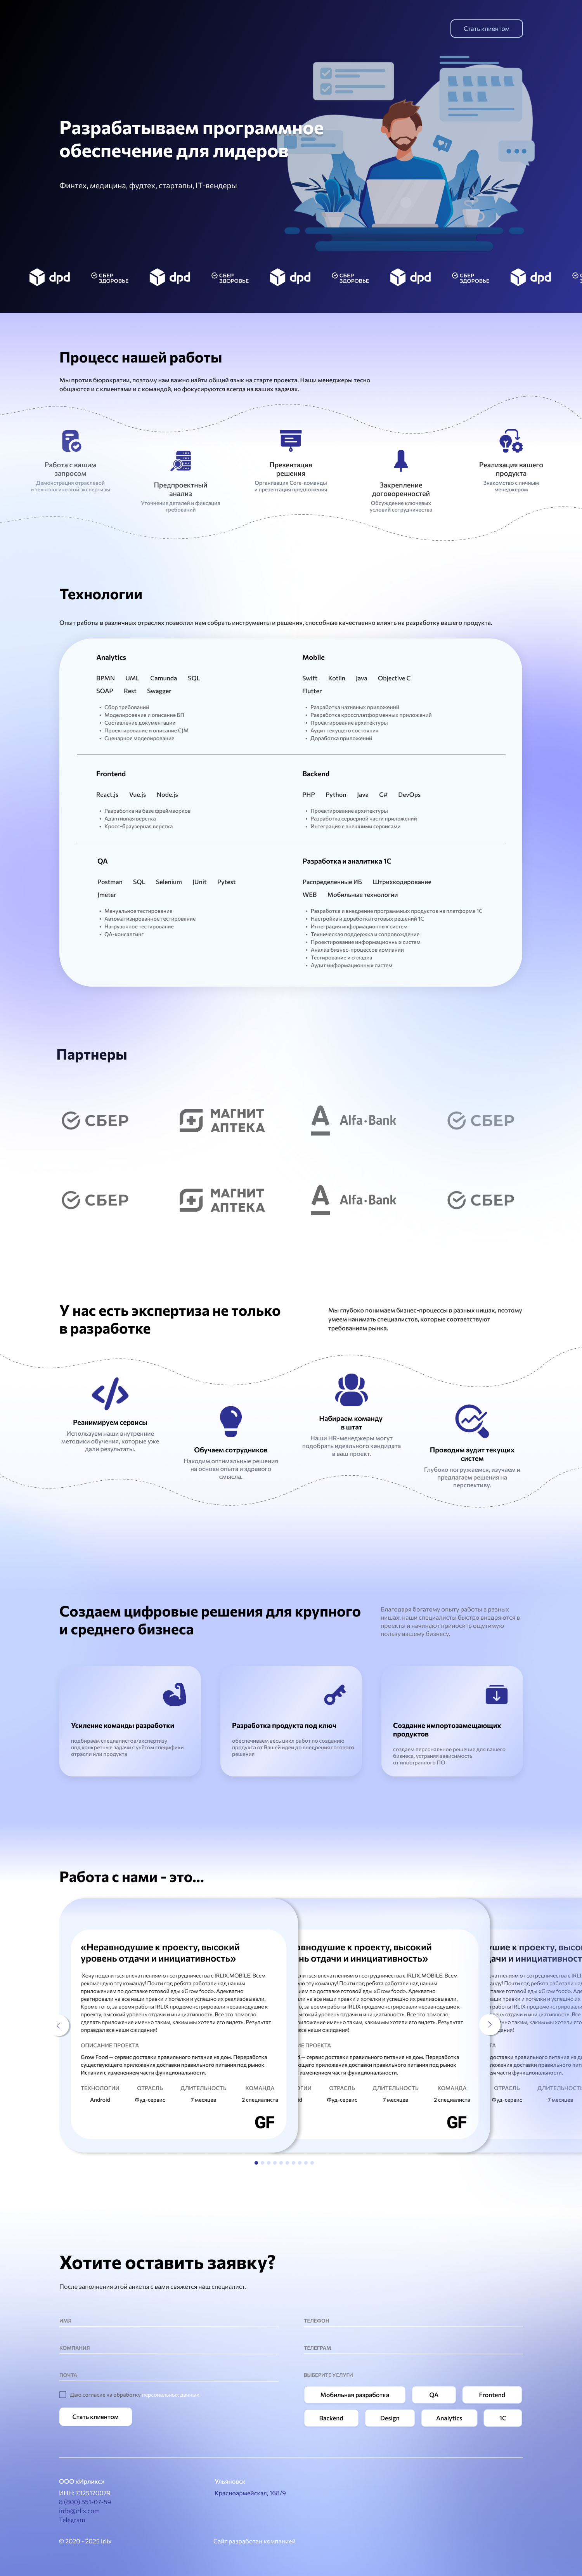 Стать клиентом
Разрабатываем программное
обеспечение для лидеров
Финтех, медицина, фудтех, стартапы, IT-вендеры
dpd СБЕР ЗДОРОВЬЕ dpd СБЕР ЗДОРОВЬЕ dpd СБЕР ЗДОРОВЬЕ dpd СБЕР ЗДОРОВЬЕ dpd
Процесс нашей работы
Мы против бюрократии, поэтому нам важно найти общий язык на старте проекта. Наши менеджеры тесно
общаются и с клиентами и с командой, но фокусируются всегда на ваших задачах.
Работа с вашим
запросом
Демонстрация отраслевой
и технологической экспертизы
Предпроектный
анализ
Уточнение деталей и фиксация
требований
Презентация
решения
Организация Core-команды
и презентация предложения
Закрепление
договоренностей
Обсуждение ключевых
условий сотрудничества
Реализация вашего
продукта
Знакомство с личным
менеджером
Технологии
Опыт работы в различных отраслях позволил нам собрать инструменты и решения, способные качественно влиять на разработку вашего продукта.
Analytics
BPMN UML Camunda SQL
SOAP Rest Swagger
• Сбор требований
• Моделирование и описание БП
• Составление документации
• Проектирование и описание CJM
• Сценарное моделирование
Mobile
Swift Kotlin Java Objective C
Flutter
• Разработка нативных приложений
• Разработка кроссплатформенных приложений
• Проектирование архитектуры
• Аудит текущего состояния
• Доработка приложений
Frontend
React.js Vue.js Node.js
• Разработка на базе фреймворков
• Адаптивная верстка
• Кросс-браузерная верстка
Backend
PHP Python Java C# DevOps
• Проектирование архитектуры
• Разработка серверной части приложений
• Интеграция с внешними сервисами
QA
Postman SQL Selenium JUnit Pytest
Jmeter
• Мануальное тестирование
• Автоматизированное тестирование
• Нагрузочное тестирование
• QA-консалтинг
Разработка и аналитика 1С
Распределенные ИБ Штрихкодирование
WEB Мобильные технологии
• Разработка и внедрение программных продуктов на платформе 1С
• Настройка и доработка готовых решений 1С
• Интеграция информационных систем
• Техническая поддержка и сопровождение
• Проектирование информационных систем
• Анализ бизнес-процессов компании
• Тестирование и отладка
• Аудит информационных систем
Партнеры
СБЕР МАГНИТ АПТЕКА Alfa·Bank СБЕР
СБЕР МАГНИТ АПТЕКА Alfa·Bank СБЕР
У нас есть экспертиза не только
в разработке
Мы глубоко понимаем бизнес-процессы в разных нишах, поэтому
умеем нанимать специалистов, которые соответствуют
требованиям рынка.
Реанимируем сервисы
Используем наши внутренние
методики обучения, которые уже
дали результаты.
Обучаем сотрудников
Находим оптимальные решения
на основе опыта и здравого
смысла.
Набираем команду
в штат
Наши HR-менеджеры могут
подобрать идеального кандидата
в ваш проект.
Проводим аудит текущих
систем
Глубоко погружаемся, изучаем и
предлагаем решения на
перспективу.
Создаем цифровые решения для крупного
и среднего бизнеса
Благодаря богатому опыту работы в разных
нишах, наши специалисты быстро внедряются в
проекты и начинают приносить ощутимую
пользу вашему бизнесу.
Усиление команды разработки
подбираем специалистов/экспертизу
под конкретные задачи с учётом специфики
отрасли или продукта
Разработка продукта под ключ
обеспечиваем весь цикл работ по созданию
продукта от Вашей идеи до внедрения готового
решения
Создание импортозамещающих
продуктов
создаем персональное решение для вашего
бизнеса, устраняя зависимость
от иностранного ПО
Работа с нами - это...
«Неравнодушие к проекту, высокий
уровень отдачи и инициативность»
Хочу поделиться впечатлениями от сотрудничества с IRLIX.MOBILE. Всем
рекомендую эту команду! Почти год ребята работали над нашим
приложением по доставке готовой еды «Grow food». Адекватно
реагировали на все наши правки и хотелки и успешно их реализовывали.
Кроме того, за время работы IRLIX продемонстрировали неравнодушие к
проекту, высокий уровень отдачи и инициативность. Все это помогло
сделать приложение именно таким, каким мы хотели его видеть. Результат
оправдал все наши ожидания!
ОПИСАНИЕ ПРОЕКТА
Grow Food — сервис доставки правильного питания на дом. Переработка
существующего приложения доставки правильного питания под рынок
Испании с изменением части функциональности.
ТЕХНОЛОГИИ ОТРАСЛЬ ДЛИТЕЛЬНОСТЬ КОМАНДА
Android Фуд-сервис 7 месяцев 2 специалиста
GF
Хотите оставить заявку?
После заполнения этой анкеты с вами свяжется наш специалист.
ИМЯ
ТЕЛЕФОН
КОМПАНИЯ
ТЕЛЕГРАМ
ПОЧТА
ВЫБЕРИТЕ УСЛУГИ
Даю согласие на обработку персональных данных
Стать клиентом
Мобильная разработка QA Frontend
Backend Design Analytics 1C
ООО «Ирликс»
ИНН: 7325170079
8 (800) 551-07-59
info@irlix.com
Telegram
Ульяновск
Красноармейская, 168/9
© 2020 - 2025 Irlix
Сайт разработан компанией